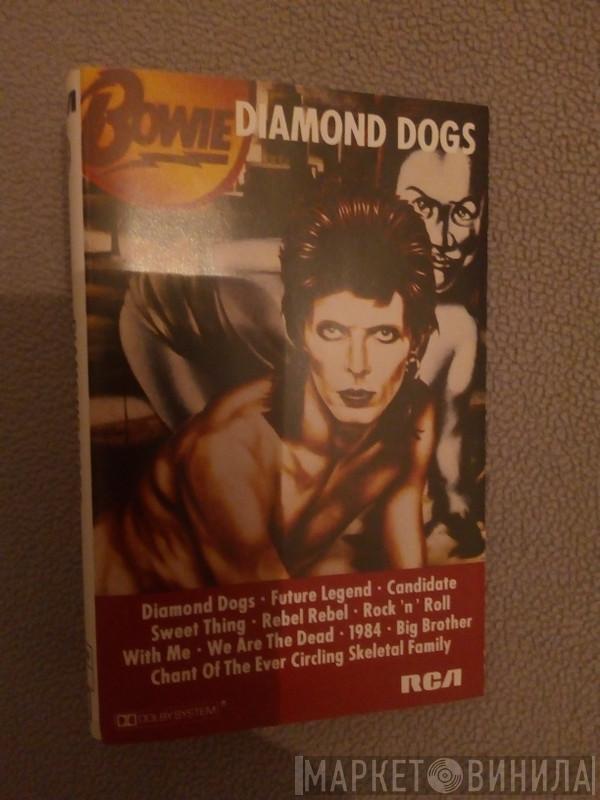 BOWIE
DIAMOND DOGS
Diamond Dogs · Future Legend · Candidate
Sweet Thing · Rebel Rebel · Rock 'n' Roll
With Me · We Are The Dead · 1984 · Big Brother
Chant Of The Ever Circling Skeletal Family
RCA
DOLBY SYSTEM®
МАРКЕТ ВИНИЛА